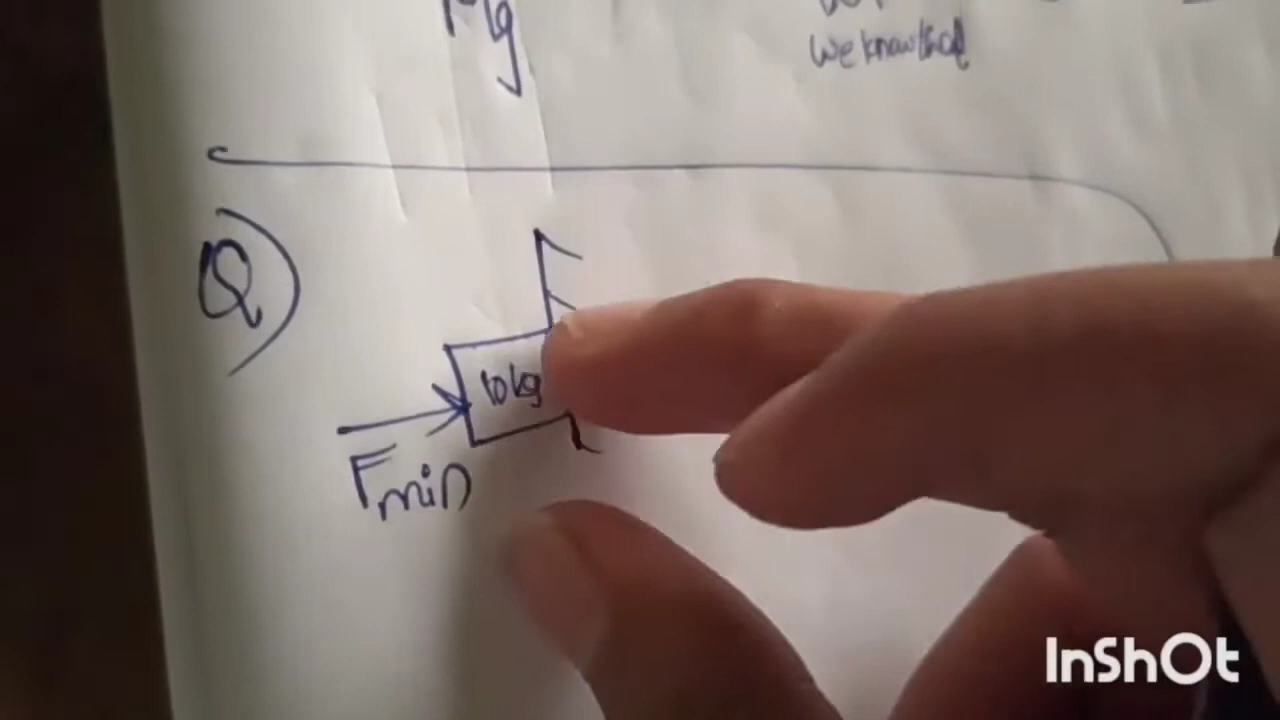 Mg
we know that
Q)
10kg
Fmin
InShOt